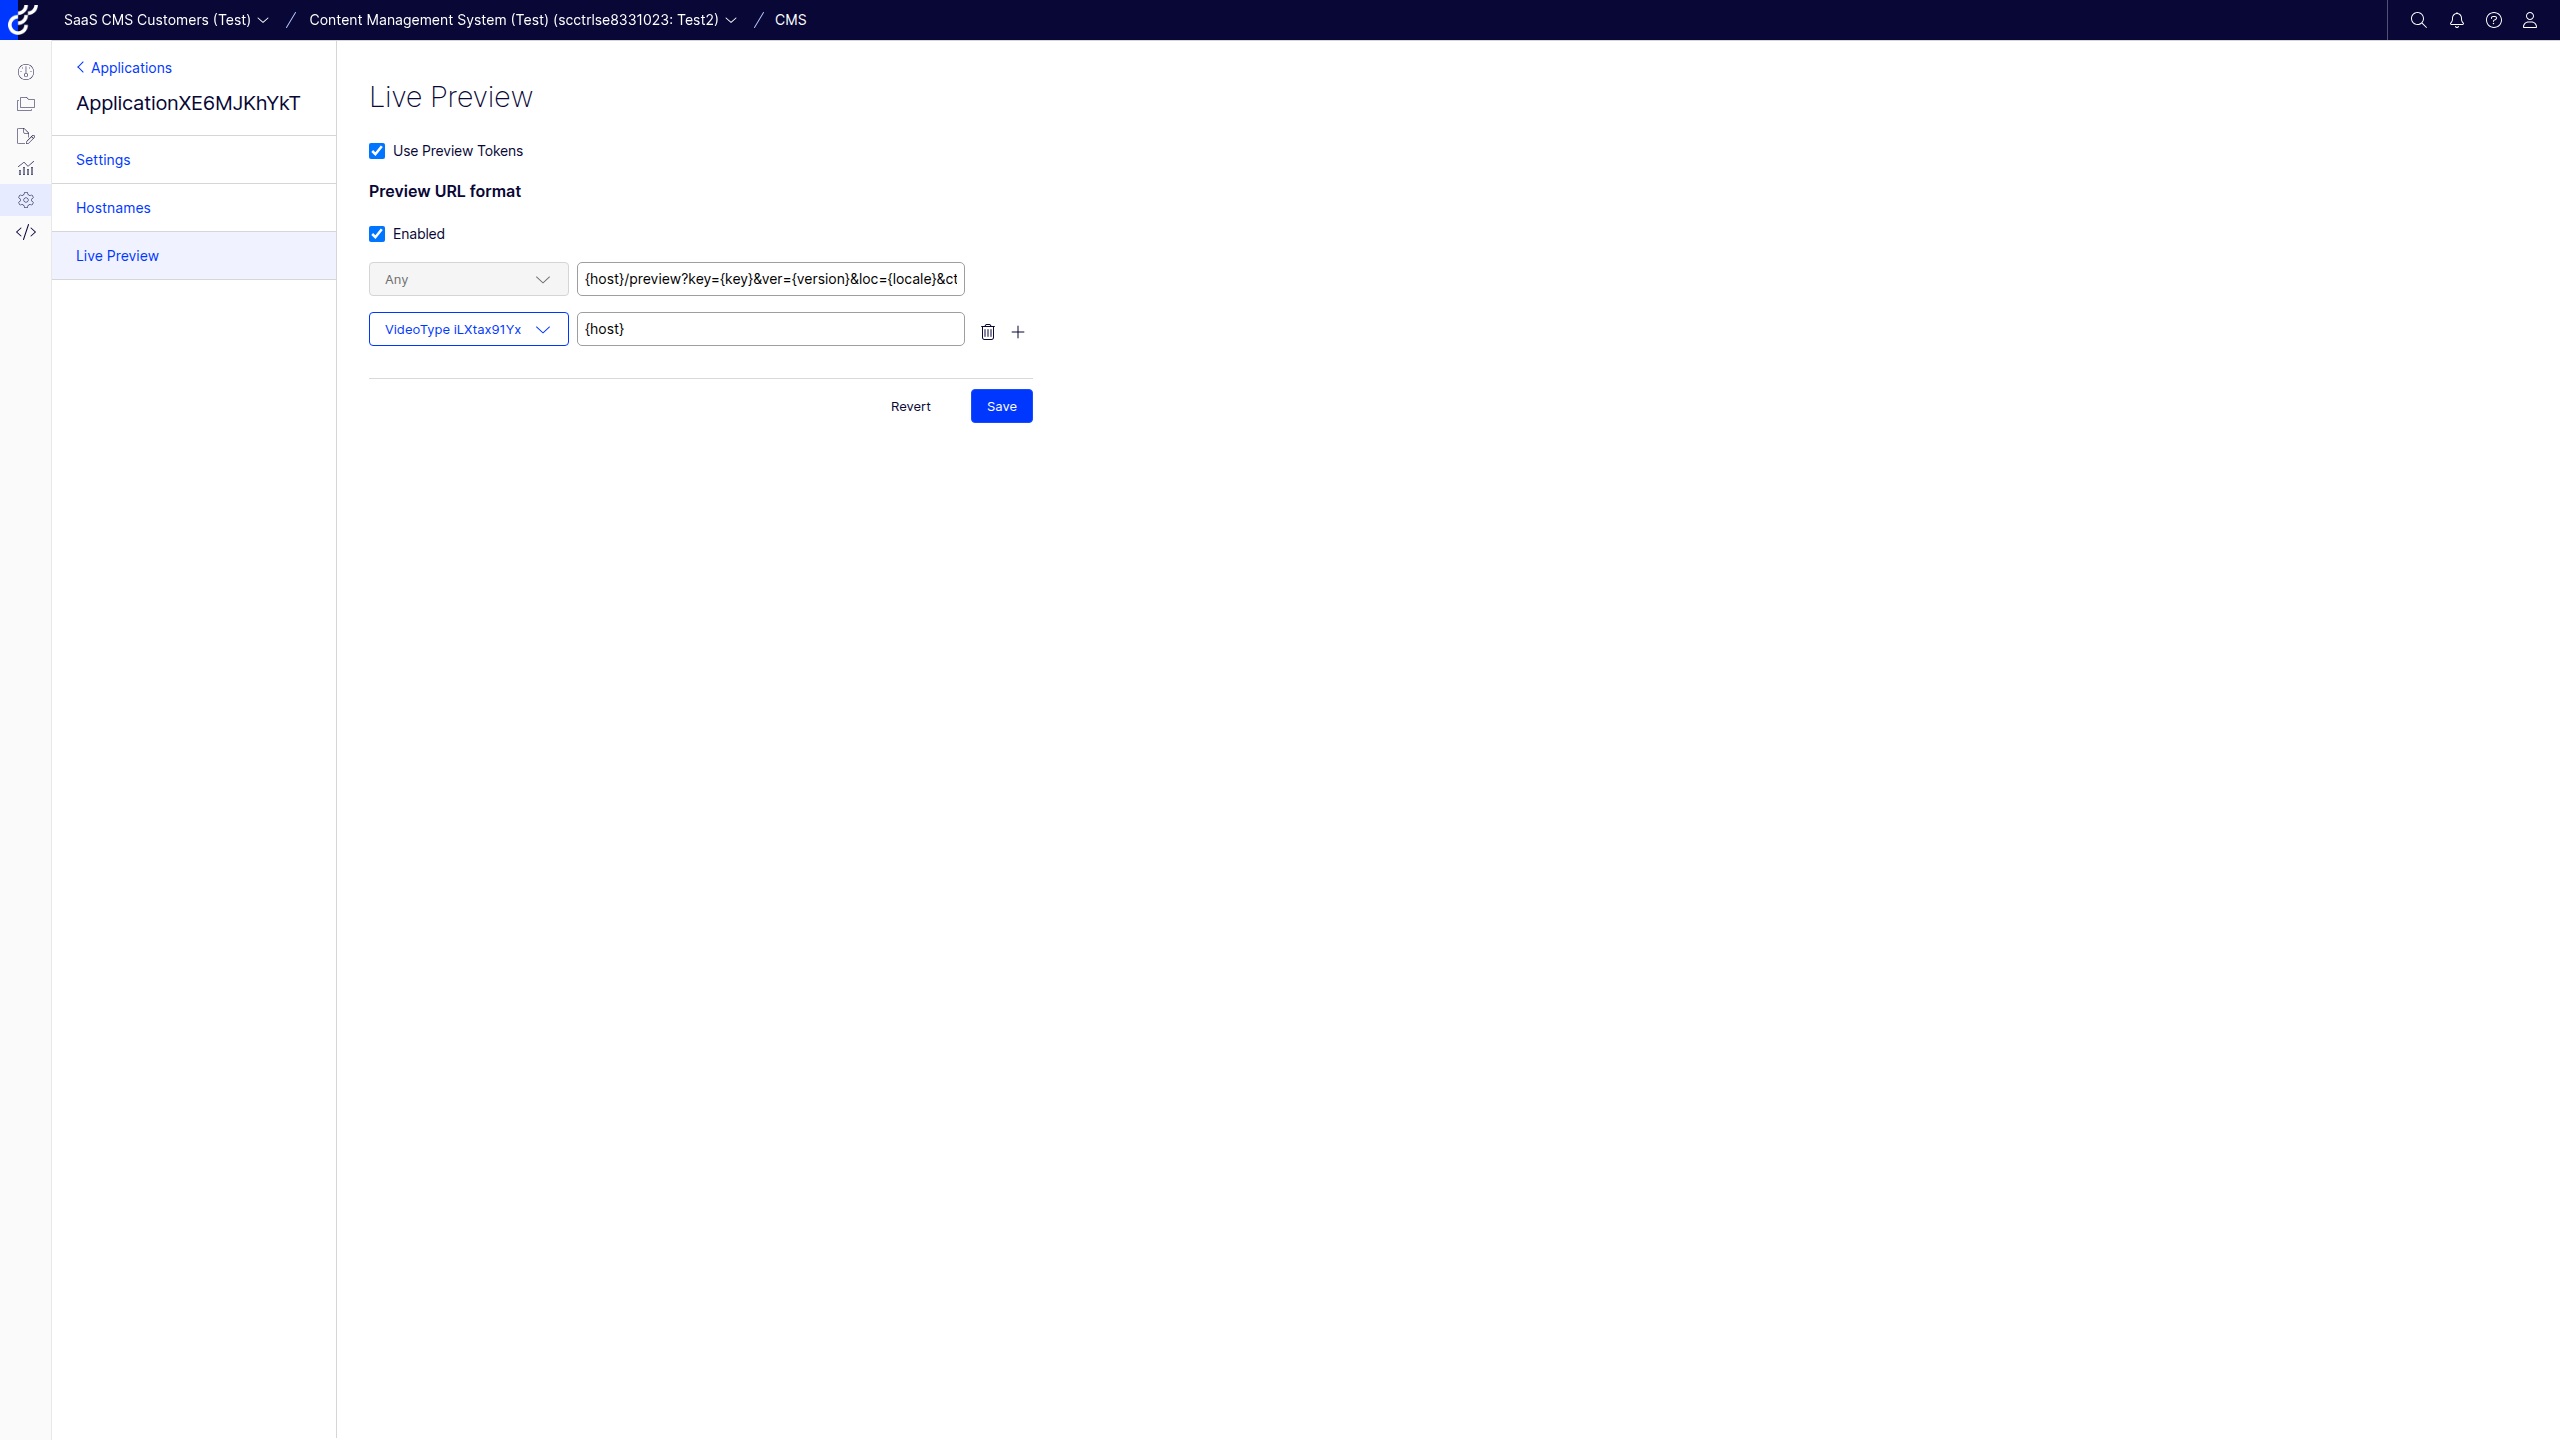 SaaS CMS Customers (Test) / Content Management System (Test) (scctrlse8331023: Test2) / CMS
Applications
ApplicationXE6MJKhYkT
Settings
Hostnames
Live Preview
Live Preview
Use Preview Tokens
Preview URL format
Enabled
Any {host}/preview?key={key}&ver={version}&loc={locale}&ct
VideoType iLXtax91Yx {host}
Revert Save